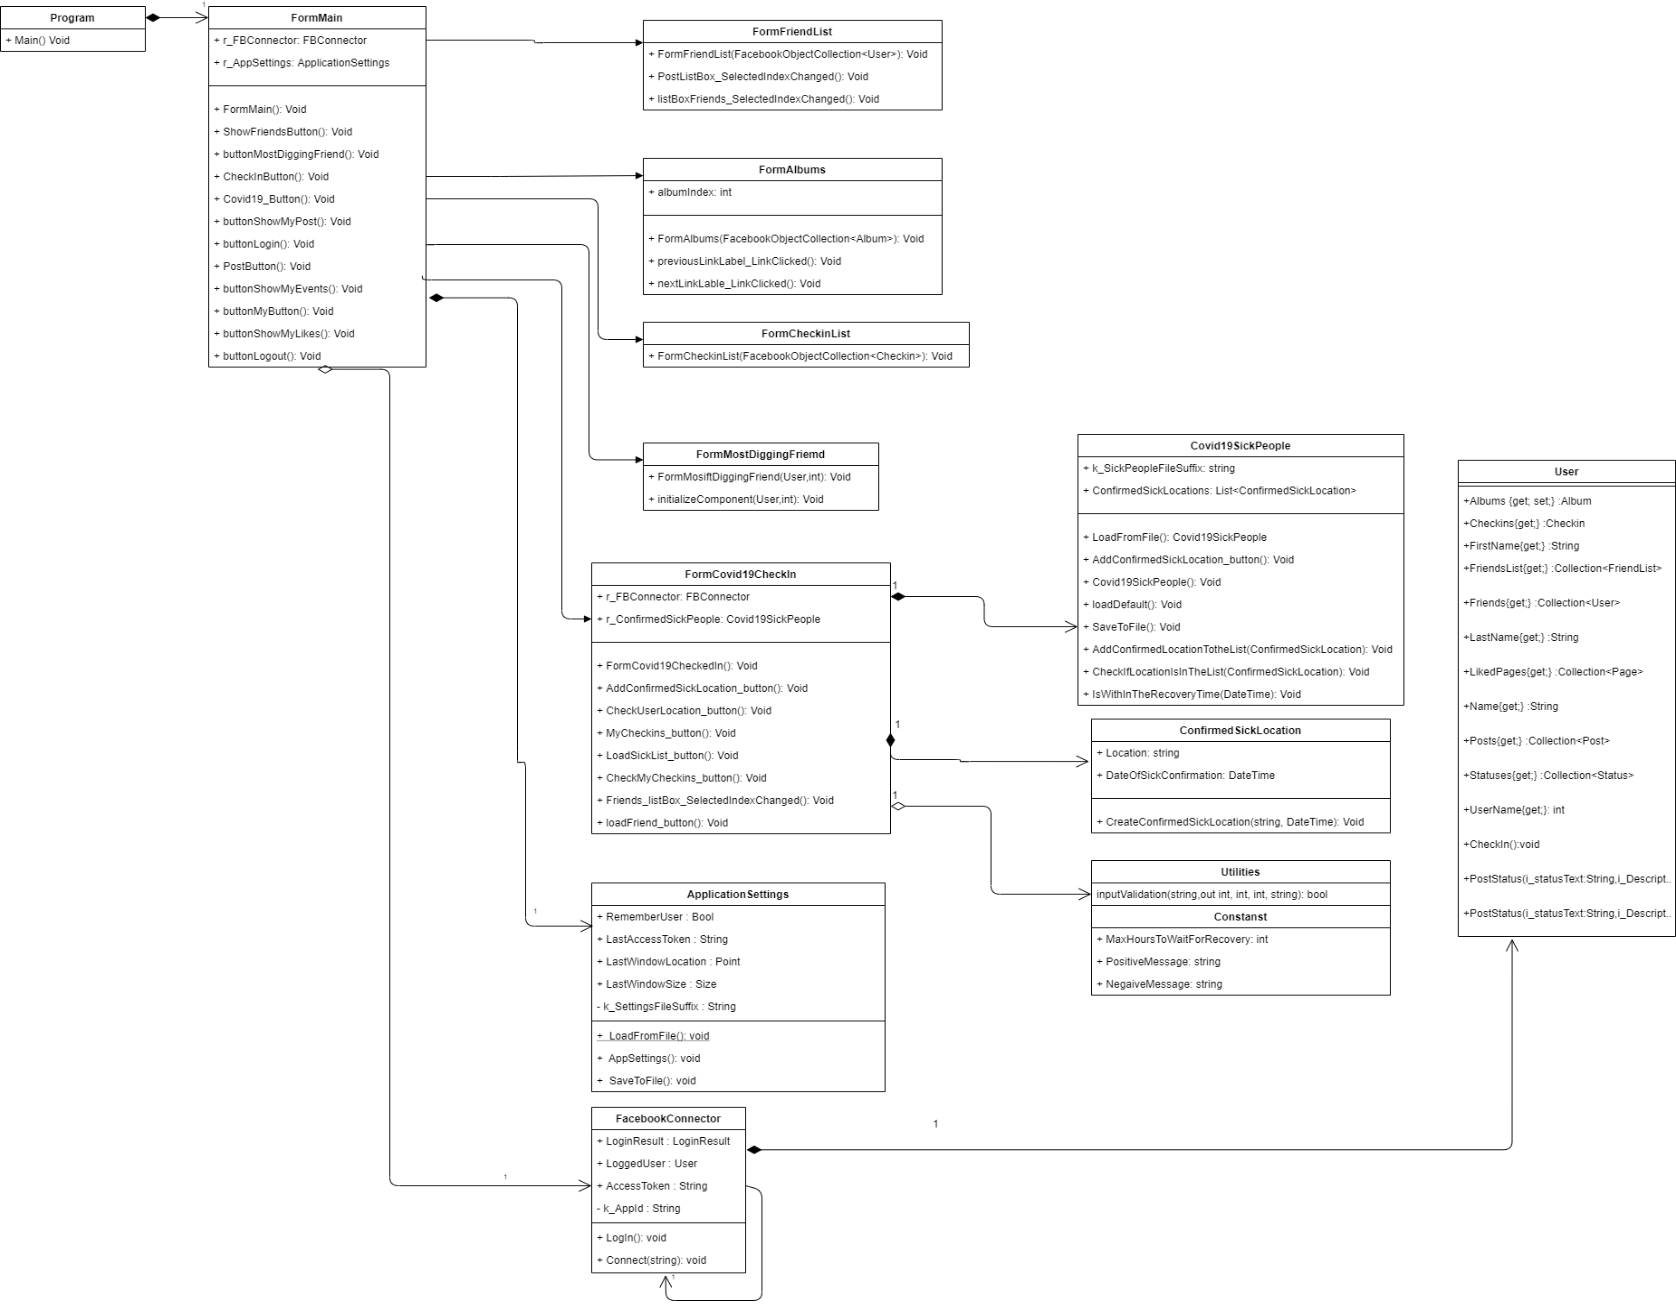 Program
+ Main() Void
1
FormMain
+ r_FBConnector: FBConnector
+ r_AppSettings: ApplicationSettings
+ FormMain(): Void
+ ShowFriendsButton(): Void
+ buttonMostDiggingFriend(): Void
+ CheckInButton(): Void
+ Covid19_Button(): Void
+ buttonShowMyPost(): Void
+ buttonLogin(): Void
+ PostButton(): Void
+ buttonShowMyEvents(): Void
+ buttonMyButton(): Void
+ buttonShowMyLikes(): Void
+ buttonLogout(): Void
FormFriendList
+ FormFriendList(FacebookObjectCollection<User>): Void
+ PostListBox_SelectedIndexChanged(): Void
+ listBoxFriends_SelectedIndexChanged(): Void
FormAlbums
+ albumIndex: int
+ FormAlbums(FacebookObjectCollection<Album>): Void
+ previousLinkLabel_LinkClicked(): Void
+ nextLinkLable_LinkClicked(): Void
FormCheckinList
+ FormCheckinList(FacebookObjectCollection<Checkin>): Void
FormMostDiggingFriemd
+ FormMosiftDiggingFriend(User,int): Void
+ initializeComponent(User,int): Void
FormCovid19CheckIn
+ r_FBConnector: FBConnector
+ r_ConfirmedSickPeople: Covid19SickPeople
+ FormCovid19CheckedIn(): Void
+ AddConfirmedSickLocation_button(): Void
+ CheckUserLocation_button(): Void
+ MyCheckins_button(): Void
+ LoadSickList_button(): Void
+ CheckMyCheckins_button(): Void
+ Friends_listBox_SelectedIndexChanged(): Void
+ loadFriend_button(): Void
1
1
1
Covid19SickPeople
+ k_SickPeopleFileSuffix: string
+ ConfirmedSickLocations: List<ConfirmedSickLocation>
+ LoadFromFile(): Covid19SickPeople
+ AddConfirmedSickLocation_button(): Void
+ Covid19SickPeople(): Void
+ loadDefault(): Void
+ SaveToFile(): Void
+ AddConfirmedLocationTotheList(ConfirmedSickLocation): Void
+ CheckIfLocationIsInTheList(ConfirmedSickLocation): Void
+ IsWithInTheRecoveryTime(DateTime): Void
ConfirmedSickLocation
+ Location: string
+ DateOfSickConfirmation: DateTime
+ CreateConfirmedSickLocation(string, DateTime): Void
Utilities
inputValidation(string,out int, int, int, string): bool
Constanst
+ MaxHoursToWaitForRecovery: int
+ PositiveMessage: string
+ NegaiveMessage: string
User
+Albums {get; set;} :Album
+Checkins{get;} :Checkin
+FirstName{get;} :String
+FriendsList{get;} :Collection<FriendList>
+Friends{get;} :Collection<User>
+LastName{get;} :String
+LikedPages{get;} :Collection<Page>
+Name{get;} :String
+Posts{get;} :Collection<Post>
+Statuses{get;} :Collection<Status>
+UserName{get;}: int
+CheckIn():void
+PostStatus(i_statusText:String,i_Descript..
+PostStatus(i_statusText:String,i_Descript..
1
ApplicationSettings
+ RememberUser : Bool
+ LastAccessToken : String
+ LastWindowLocation : Point
+ LastWindowSize : Size
- k_SettingsFileSuffix : String
+ LoadFromFile(): void
+ AppSettings(): void
+ SaveToFile(): void
1
FacebookConnector
+ LoginResult : LoginResult
+ LoggedUser : User
+ AccessToken : String
- k_AppId : String
+ LogIn(): void
+ Connect(string): void
1
1